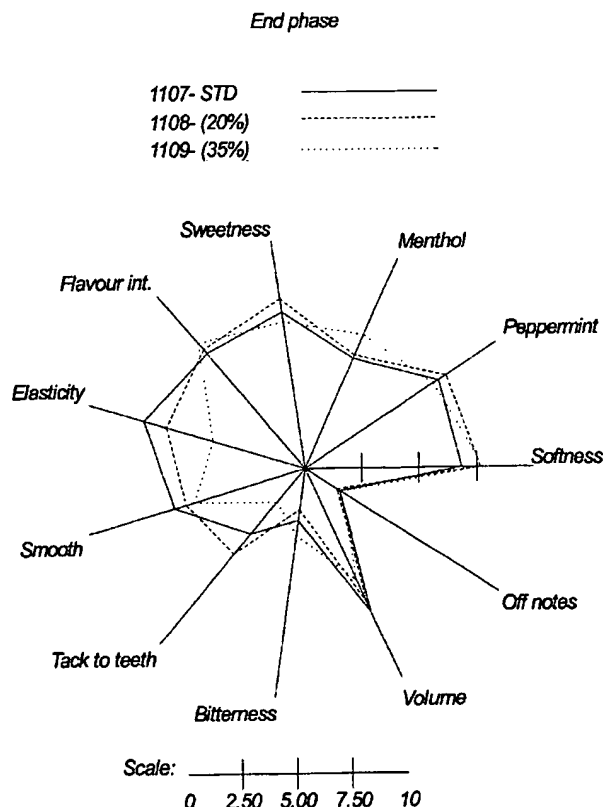 End phase
1107- STD
1108- (20%)
1109- (35%)
Sweetness
Menthol
Flavour int.
Peppermint
Elasticity
Softness
Smooth
Off notes
Tack to teeth
Volume
Bitterness
Scale:
0 2.50 5.00 7.50 10